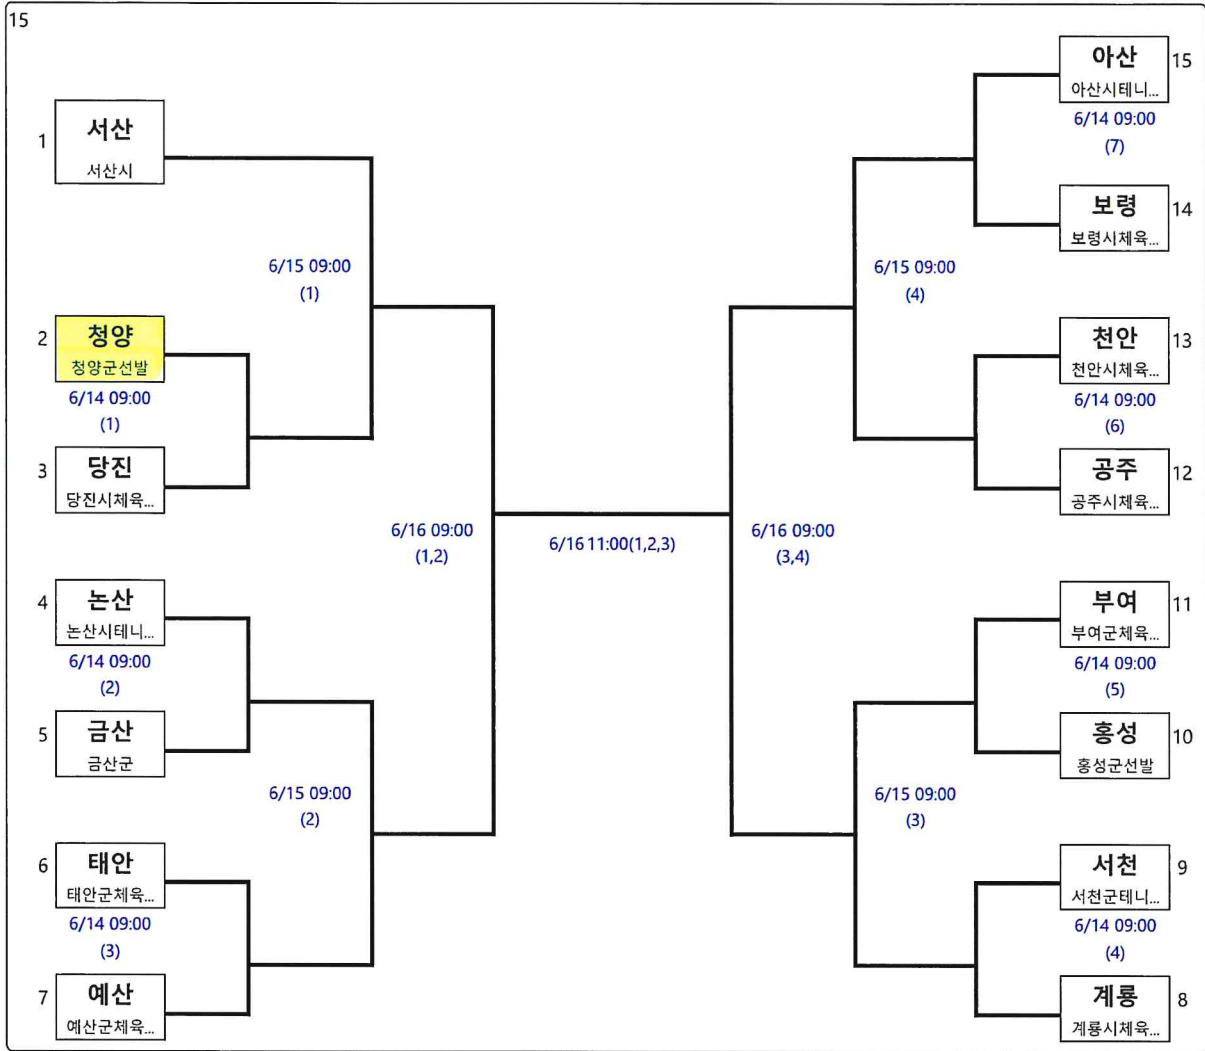 15
1
서산
서산시
2
청양
청양군선발
6/14 09:00
(1)
3
당진
당진시체육...
6/15 09:00
(1)
4
논산
논산시테니...
6/14 09:00
(2)
5
금산
금산군
6
태안
태안군체육...
6/14 09:00
(3)
7
예산
예산군체육...
6/15 09:00
(2)
6/16 09:00
(1,2)
6/16 11:00(1,2,3)
6/16 09:00
(3,4)
6/15 09:00
(4)
6/15 09:00
(3)
아산
15
아산시테니...
6/14 09:00
(7)
보령
14
보령시체육...
천안
13
천안시체육...
6/14 09:00
(6)
공주
12
공주시체육...
부여
11
부여군체육...
6/14 09:00
(5)
홍성
10
홍성군선발
서천
9
서천군테니...
6/14 09:00
(4)
계룡
8
계룡시체육...